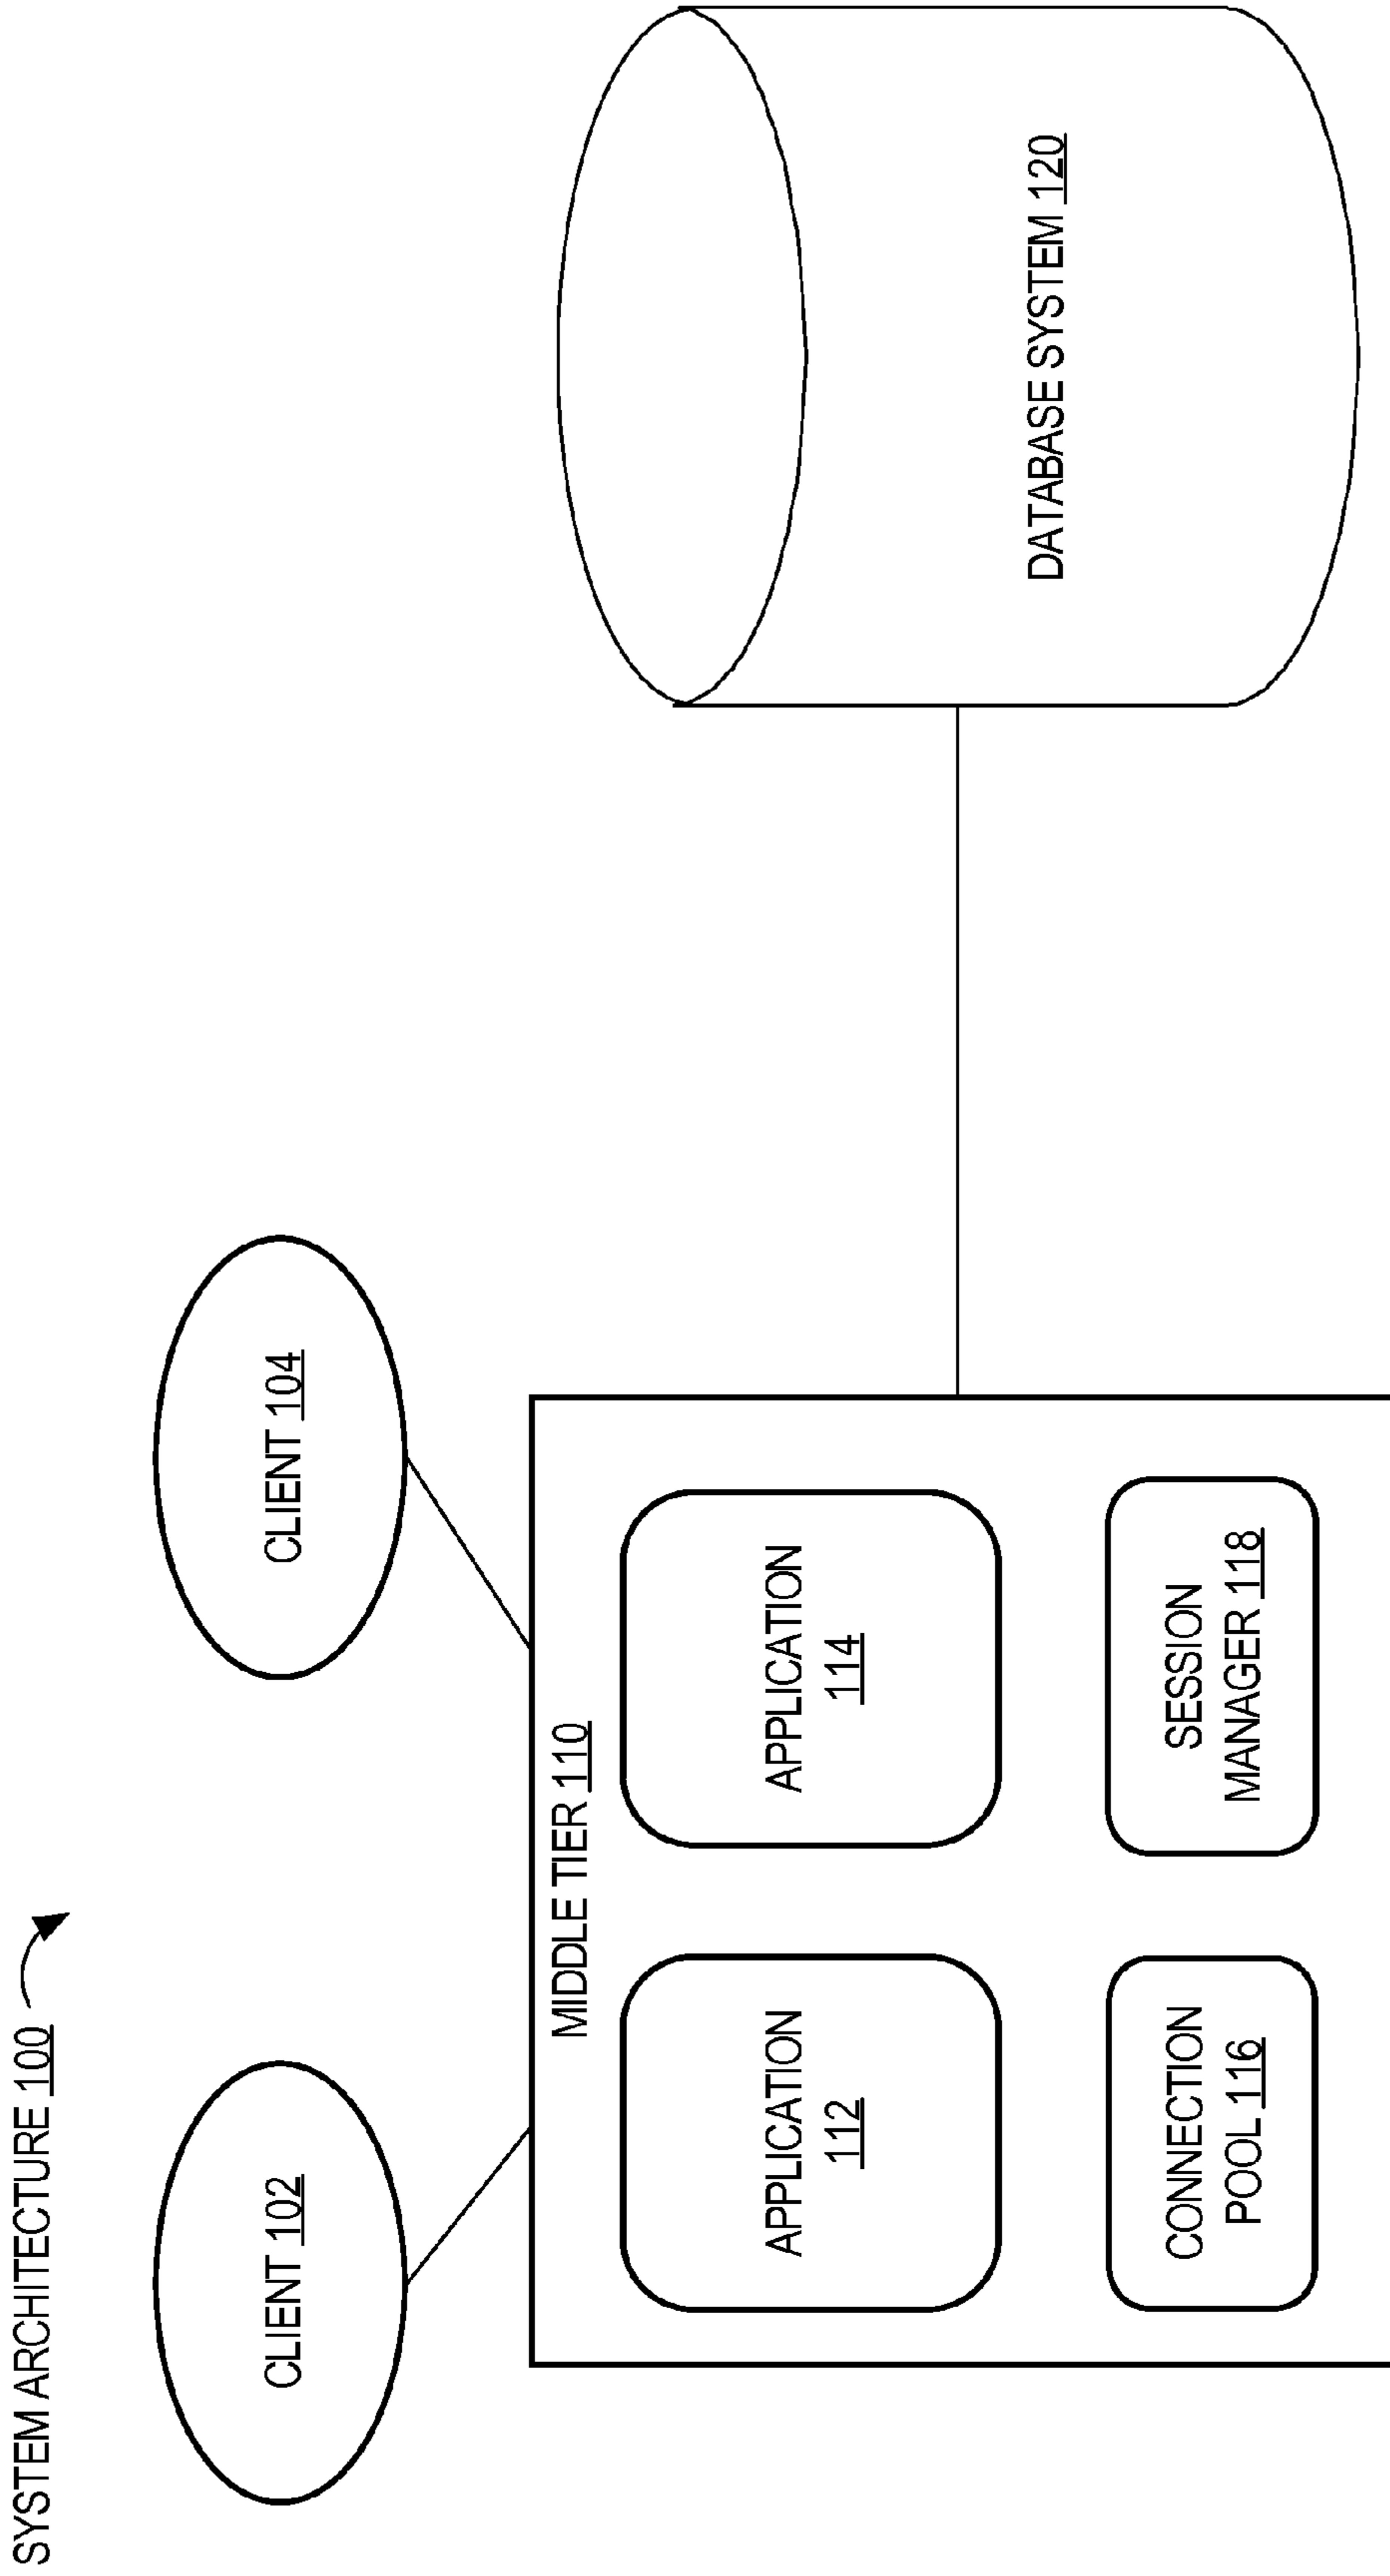 SYSTEM ARCHITECTURE 100
CLIENT 102
CLIENT 104
MIDDLE TIER 110
APPLICATION
112
APPLICATION
114
CONNECTION
POOL 116
SESSION
MANAGER 118
DATABASE SYSTEM 120